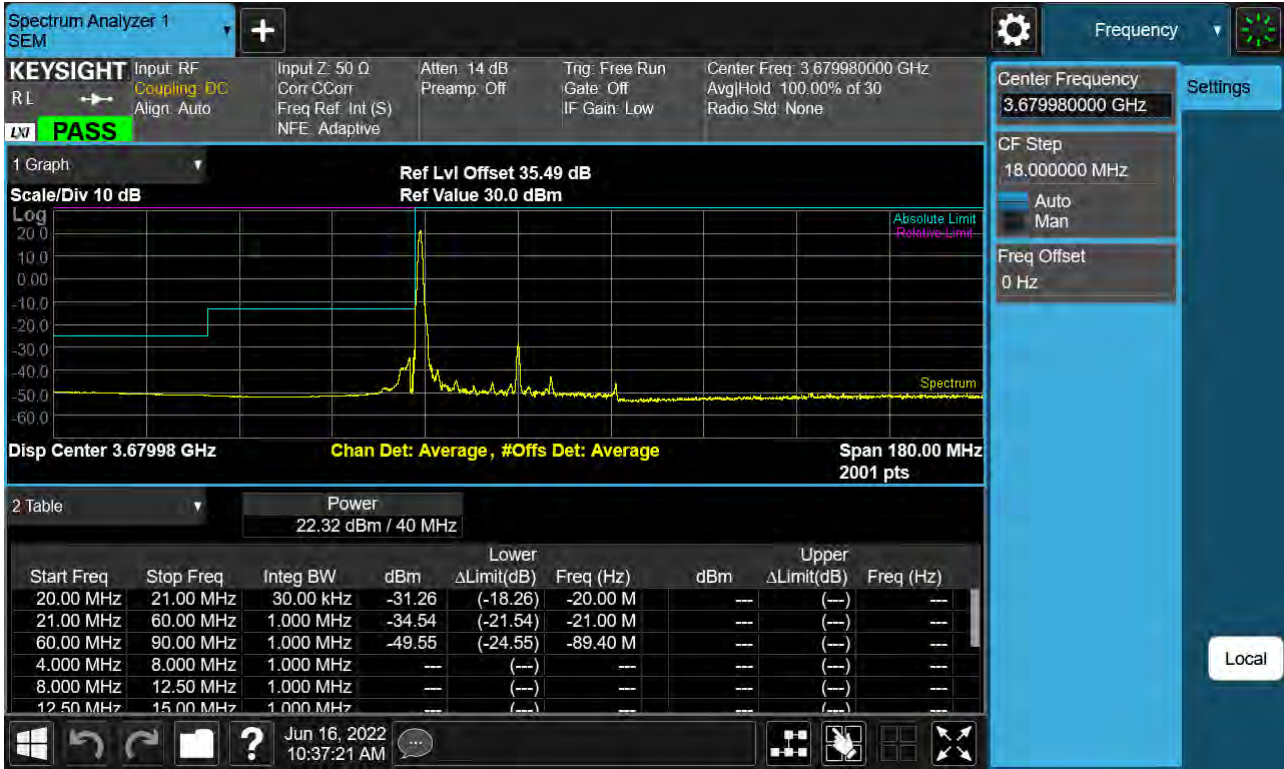 Spectrum Analyzer 1
SEM
Frequency
KEYSIGHT
R L
LXI
PASS
Input: RF
Coupling: DC
Align: Auto
Input Z: 50 Ω
Corr CCorr
Freq Ref: Int (S)
NFE: Adaptive
Atten: 14 dB
Preamp: Off
Trig: Free Run
Gate: Off
IF Gain: Low
Center Freq: 3.679980000 GHz
Avg|Hold: 100.00% of 30
Radio Std: None
Center Frequency
3.679980000 GHz
Settings
CF Step
18.000000 MHz
Auto
Man
Freq Offset
0 Hz
Local
1 Graph
Scale/Div 10 dB
Ref Lvl Offset 35.49 dB
Ref Value 30.0 dBm
Log
Absolute Limit
Relative Limit
20.0
10.0
0.00
-10.0
-20.0
-30.0
-40.0
-50.0
-60.0
Spectrum
Disp Center 3.67998 GHz
Chan Det: Average, #Offs Det: Average
Span 180.00 MHz
2001 pts
2 Table
Power
22.32 dBm / 40 MHz
Lower Upper
Start Freq Stop Freq Integ BW dBm ΔLimit(dB) Freq (Hz) dBm ΔLimit(dB) Freq (Hz)
20.00 MHz 21.00 MHz 30.00 kHz -31.26 (-18.26) -20.00 M --- (---) ---
21.00 MHz 60.00 MHz 1.000 MHz -34.54 (-21.54) -21.00 M --- (---) ---
60.00 MHz 90.00 MHz 1.000 MHz -49.55 (-24.55) -89.40 M --- (---) ---
4.000 MHz 8.000 MHz 1.000 MHz --- (---) --- --- (---) ---
8.000 MHz 12.50 MHz 1.000 MHz --- (---) --- --- (---) ---
12.50 MHz 15.00 MHz 1.000 MHz --- (---) --- --- (---) ---
?
Jun 16, 2022
10:37:21 AM